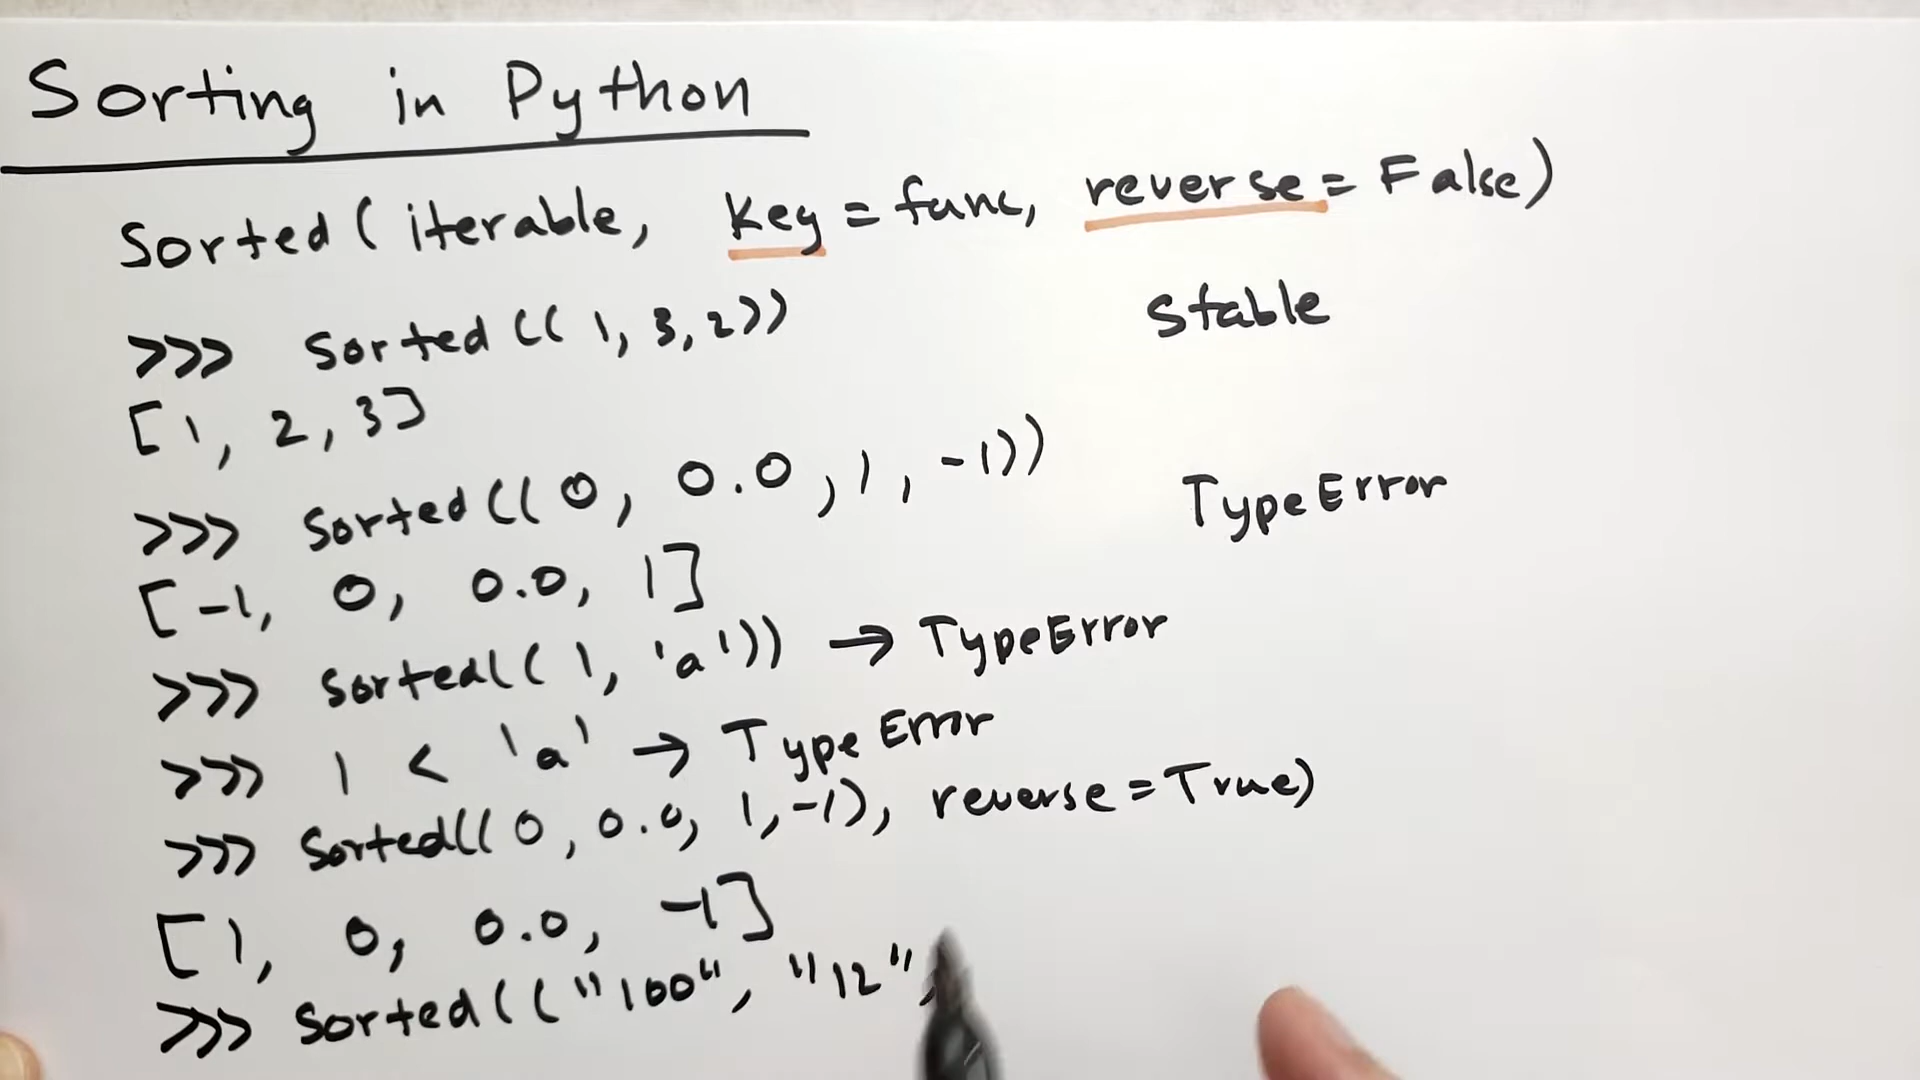 Sorting in Python
Sorted(iterable, key=func, reverse=False)
>>> Sorted((1, 3, 2))
Stable
[1, 2, 3]
>>> Sorted((0, 0.0, 1, -1))
TypeError
[-1, 0, 0.0, 1]
>>> Sorted((1, 'a')) → TypeError
>>> 1 < 'a' → TypeError
>>> Sorted((0, 0.0, 1, -1), reverse=True)
[1, 0, 0.0, -1]
>>> Sorted(("100", "12",